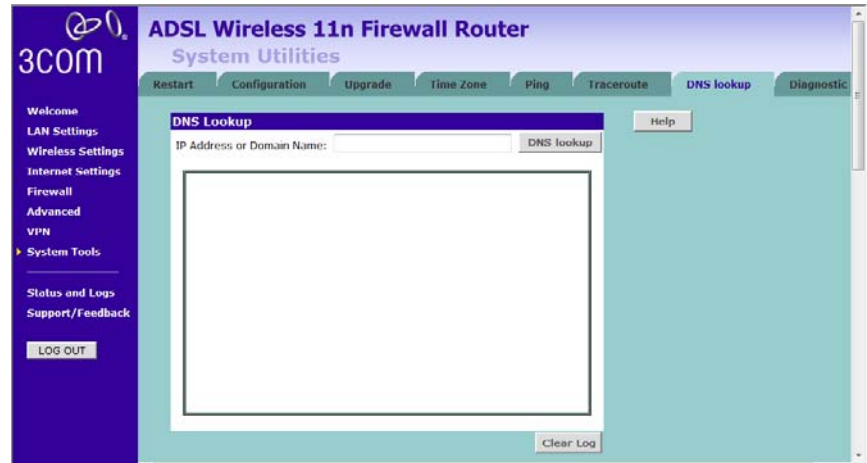 3COM
ADSL Wireless 11n Firewall Router
System Utilities
Restart Configuration Upgrade Time Zone Ping Traceroute DNS lookup Diagnostic
Welcome
LAN Settings
Wireless Settings
Internet Settings
Firewall
Advanced
VPN
System Tools
Status and Logs
Support/Feedback
LOG OUT
DNS Lookup
IP Address or Domain Name: DNS lookup
Clear Log
Help